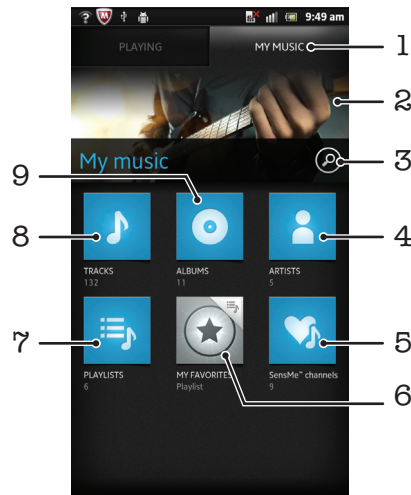 9:49 am
PLAYING MY MUSIC 1
2
My music 3
9
8 4
TRACKS ALBUMS ARTISTS
132 11 5
7 5
PLAYLISTS MY FAVORITES SensMe™ channels
6 Playlist 9
6